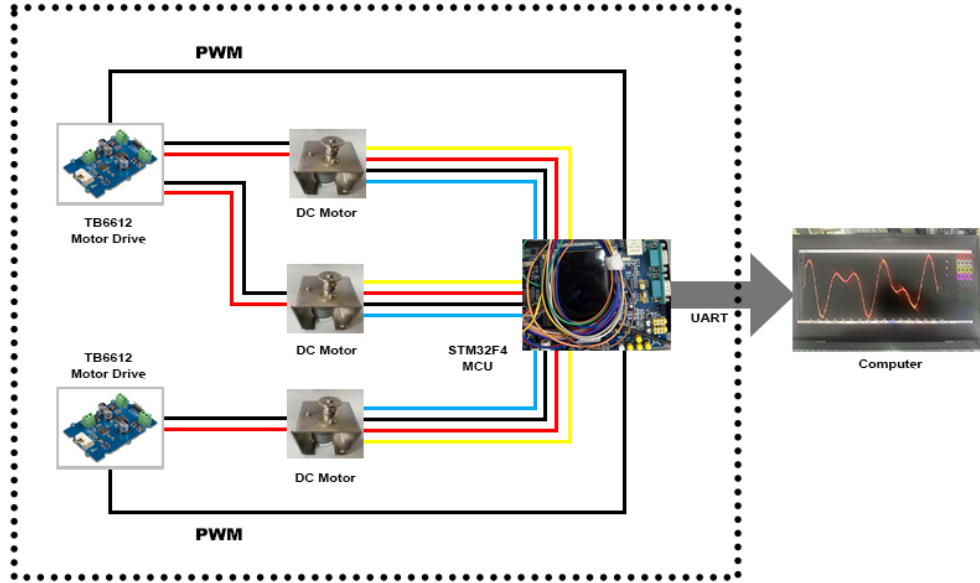 PWM
TB6612
Motor Drive
DC Motor
DC Motor
STM32F4
MCU
UART
Computer
TB6612
Motor Drive
DC Motor
PWM